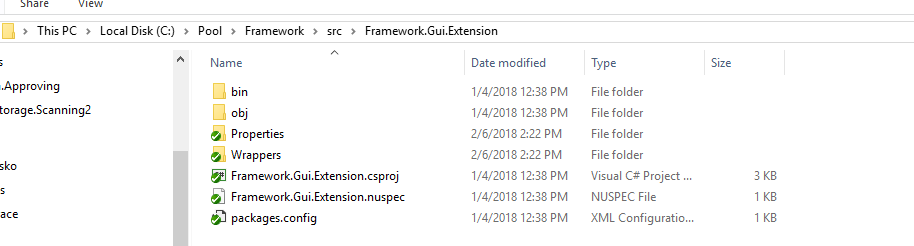 Share View
This PC Local Disk (C:) Pool Framework src Framework.Gui.Extension
Name Date modified Type Size
s
.Approving
torage.Scanning2
sko
s
race
bin 1/4/2018 12:38 PM File folder
obj 1/4/2018 12:38 PM File folder
Properties 2/6/2018 2:22 PM File folder
Wrappers 2/6/2018 2:22 PM File folder
Framework.Gui.Extension.csproj 1/4/2018 12:38 PM Visual C# Project ... 3 KB
Framework.Gui.Extension.nuspec 1/4/2018 12:38 PM NUSPEC File 1 KB
packages.config 1/4/2018 12:38 PM XML Configuratio... 1 KB